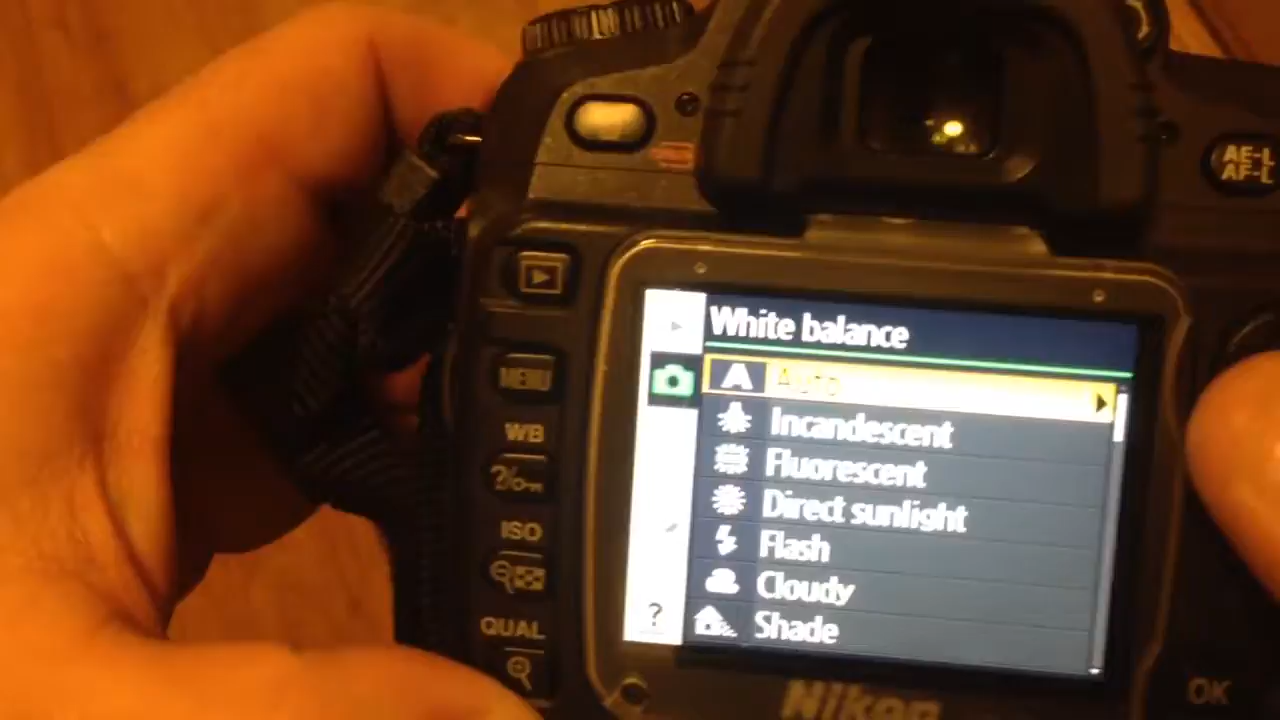 AE-L
AF-L
MENU
WB
?
ISO
QUAL
White balance
A Auto
Incandescent
Fluorescent
Direct sunlight
Flash
Cloudy
Shade
?
Nikon
OK